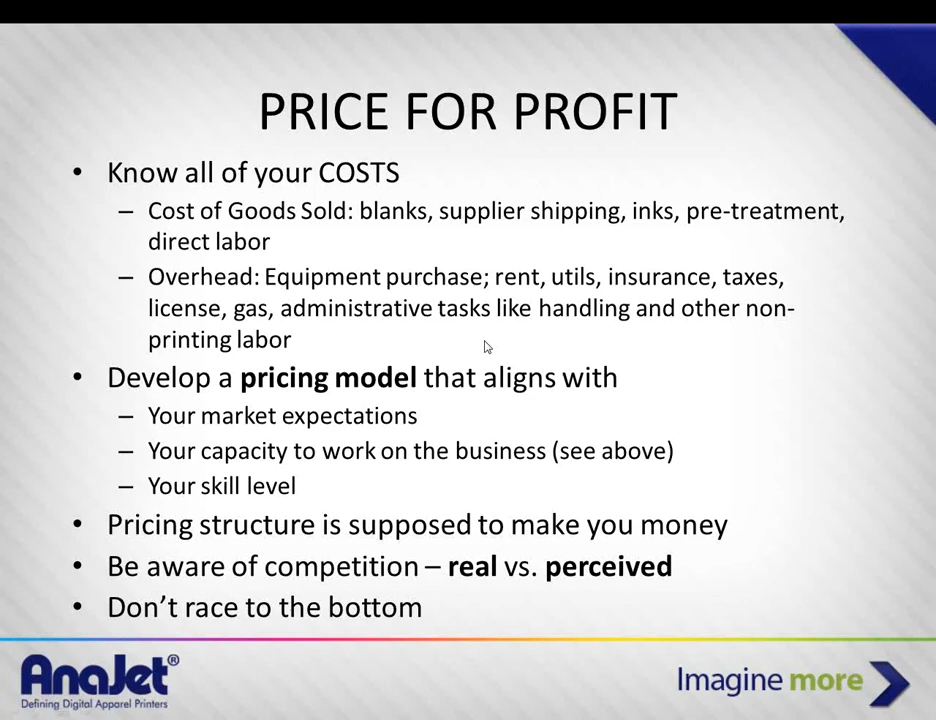 PRICE FOR PROFIT
• Know all of your COSTS
– Cost of Goods Sold: blanks, supplier shipping, inks, pre-treatment,
direct labor
– Overhead: Equipment purchase; rent, utils, insurance, taxes,
license, gas, administrative tasks like handling and other non-
printing labor
• Develop a pricing model that aligns with
– Your market expectations
– Your capacity to work on the business (see above)
– Your skill level
• Pricing structure is supposed to make you money
• Be aware of competition – real vs. perceived
• Don’t race to the bottom
AnaJet®
Defining Digital Apparel Printers
Imagine more